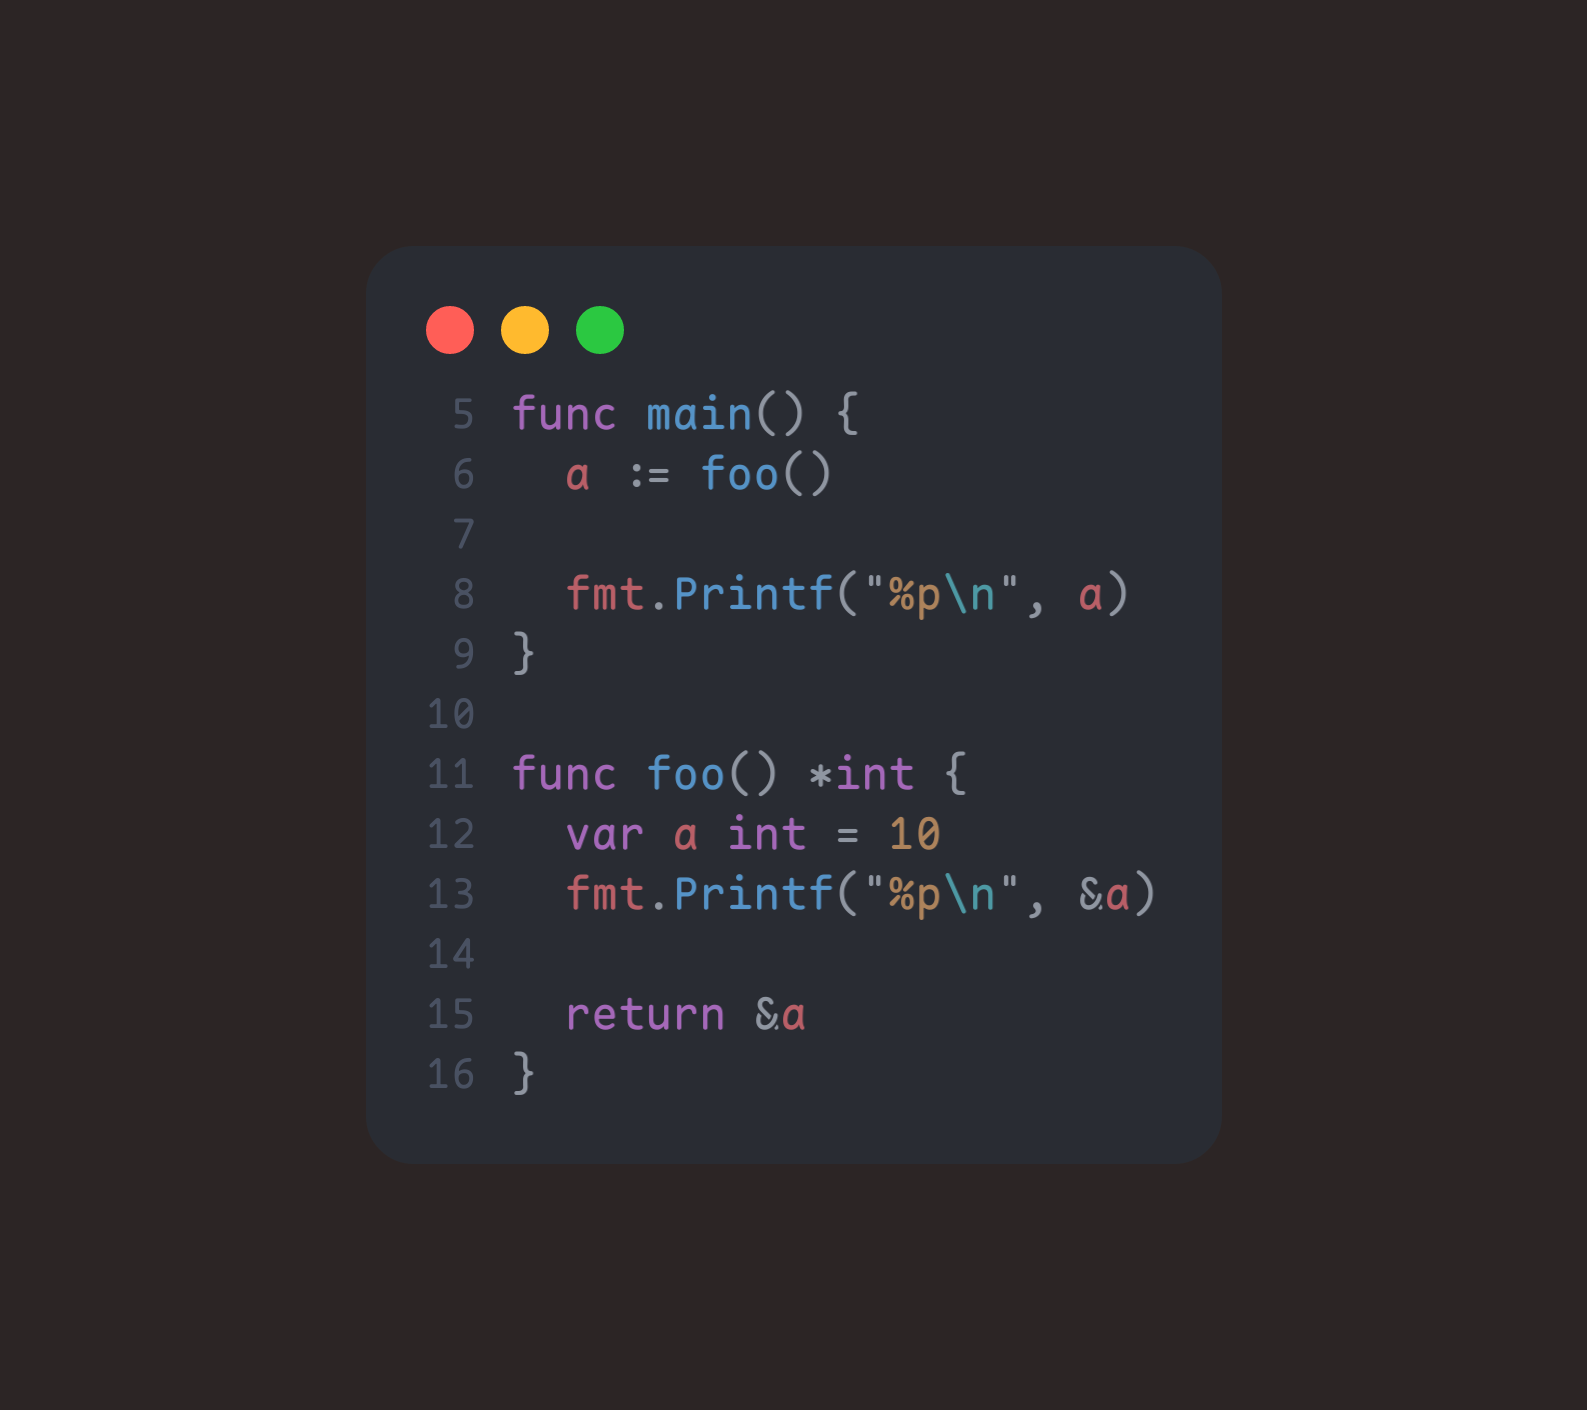 5 func main() {
6   a := foo()
7
8   fmt.Printf("%p\n", a)
9 }
10
11 func foo() *int {
12   var a int = 10
13   fmt.Printf("%p\n", &a)
14
15   return &a
16 }